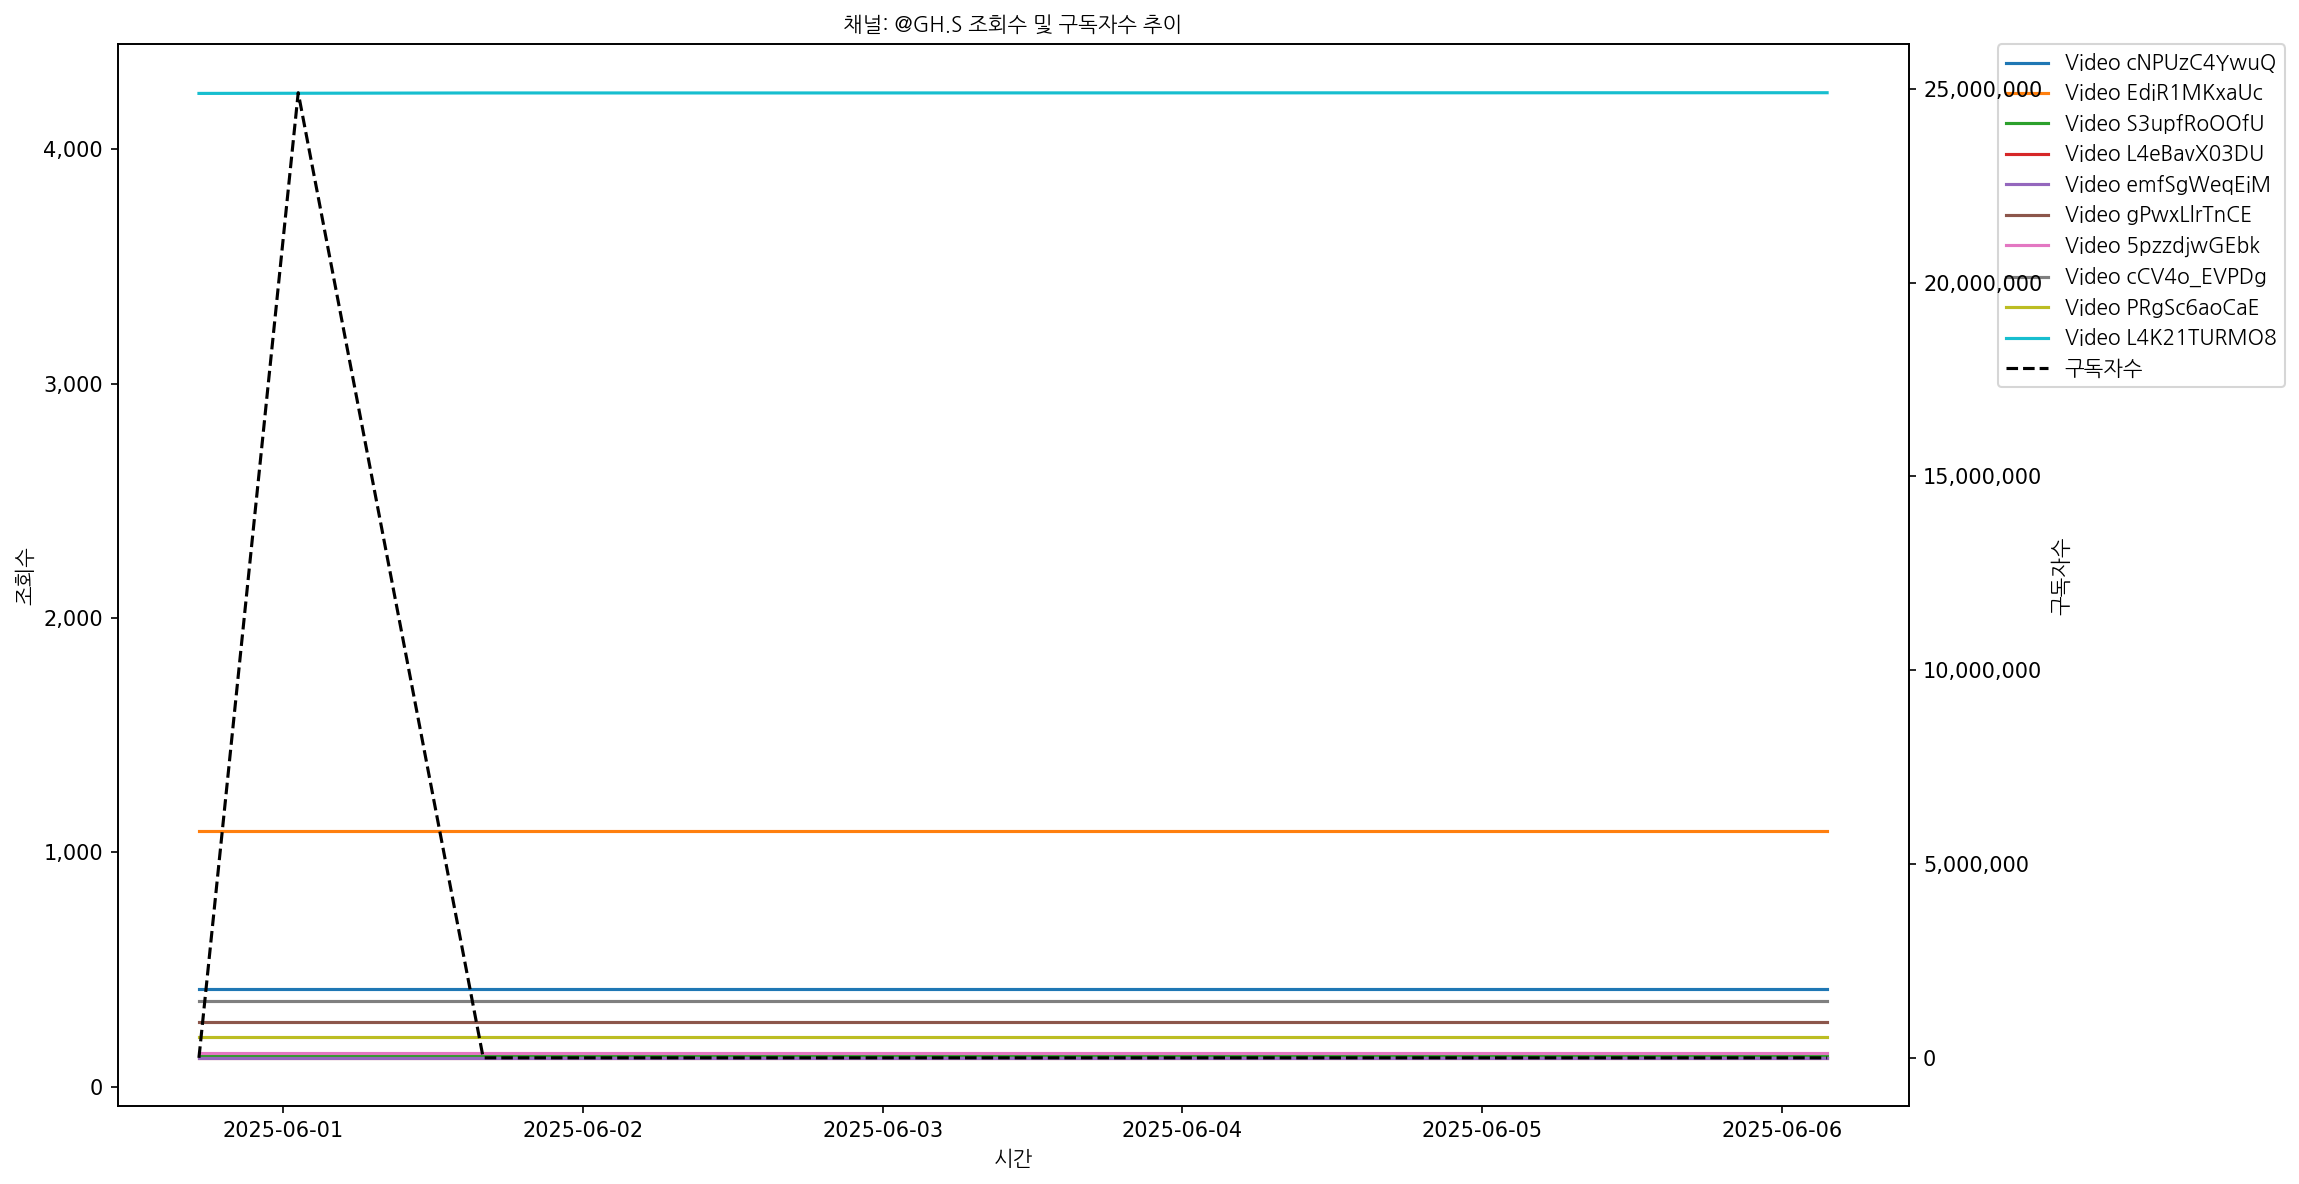 채널: @GH.S 조회수 및 구독자수 추이
4,000
3,000
2,000
1,000
0
조회수
25,000,000
20,000,000
15,000,000
10,000,000
5,000,000
0
구독자수
2025-06-01
2025-06-02
2025-06-03
2025-06-04
2025-06-05
2025-06-06
시간
Video cNPUzC4YwuQ
Video EdjR1MKxaUc
Video S3upfRoOOfU
Video L4eBavX03DU
Video emfSgWeqEjM
Video gPwxLlrTnCE
Video 5pzzdjwGEbk
Video cCV4o_EVPDg
Video PRgSc6aoCaE
Video L4K21TURMO8
구독자수